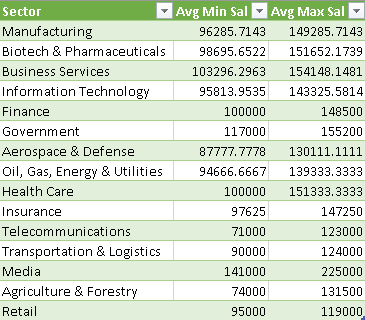 Sector Avg Min Sal Avg Max Sal
Manufacturing 96285.7143 149285.7143
Biotech & Pharmaceuticals 98695.6522 151652.1739
Business Services 103296.2963 154148.1481
Information Technology 95813.9535 143325.5814
Finance 100000 148500
Government 117000 155200
Aerospace & Defense 87777.7778 130111.1111
Oil, Gas, Energy & Utilities 94666.6667 139333.3333
Health Care 100000 151333.3333
Insurance 97625 147250
Telecommunications 71000 123000
Transportation & Logistics 90000 124000
Media 141000 225000
Agriculture & Forestry 74000 131500
Retail 95000 119000